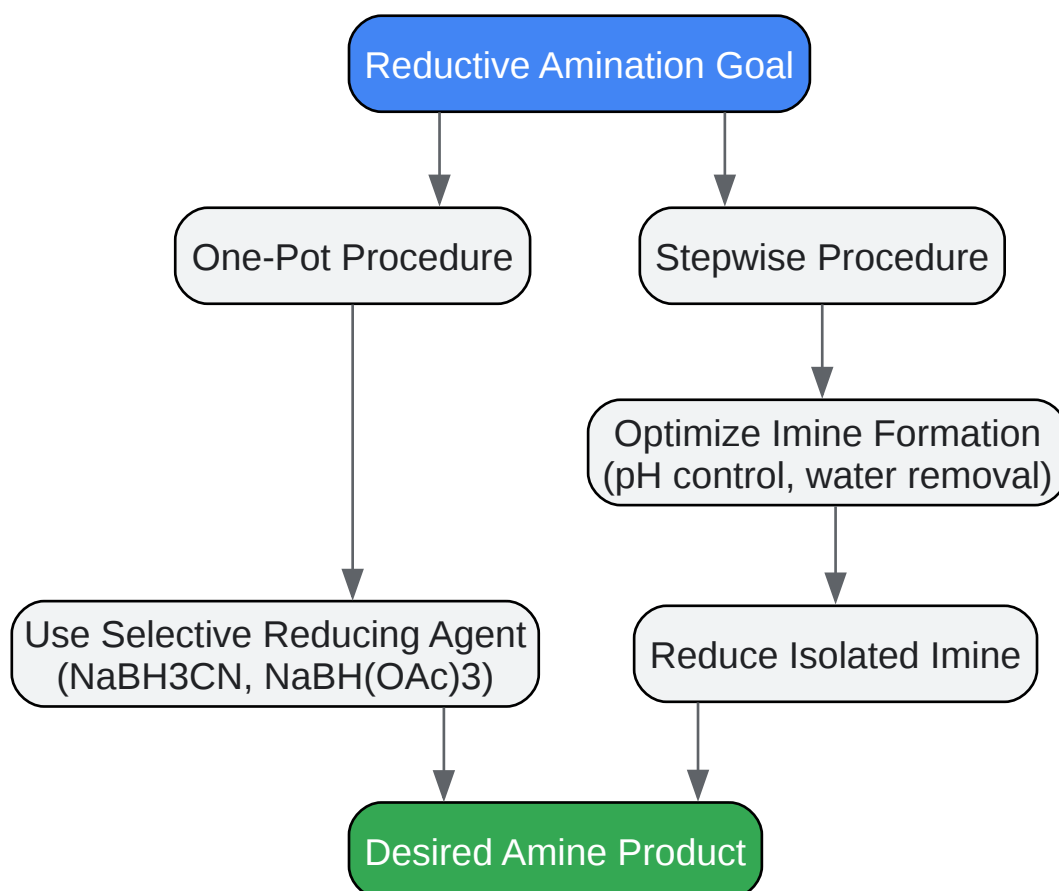 Reductive Amination Goal
One-Pot Procedure
Stepwise Procedure
Optimize Imine Formation
(pH control, water removal)
Use Selective Reducing Agent
(NaBH3CN, NaBH(OAc)3)
Reduce Isolated Imine
Desired Amine Product